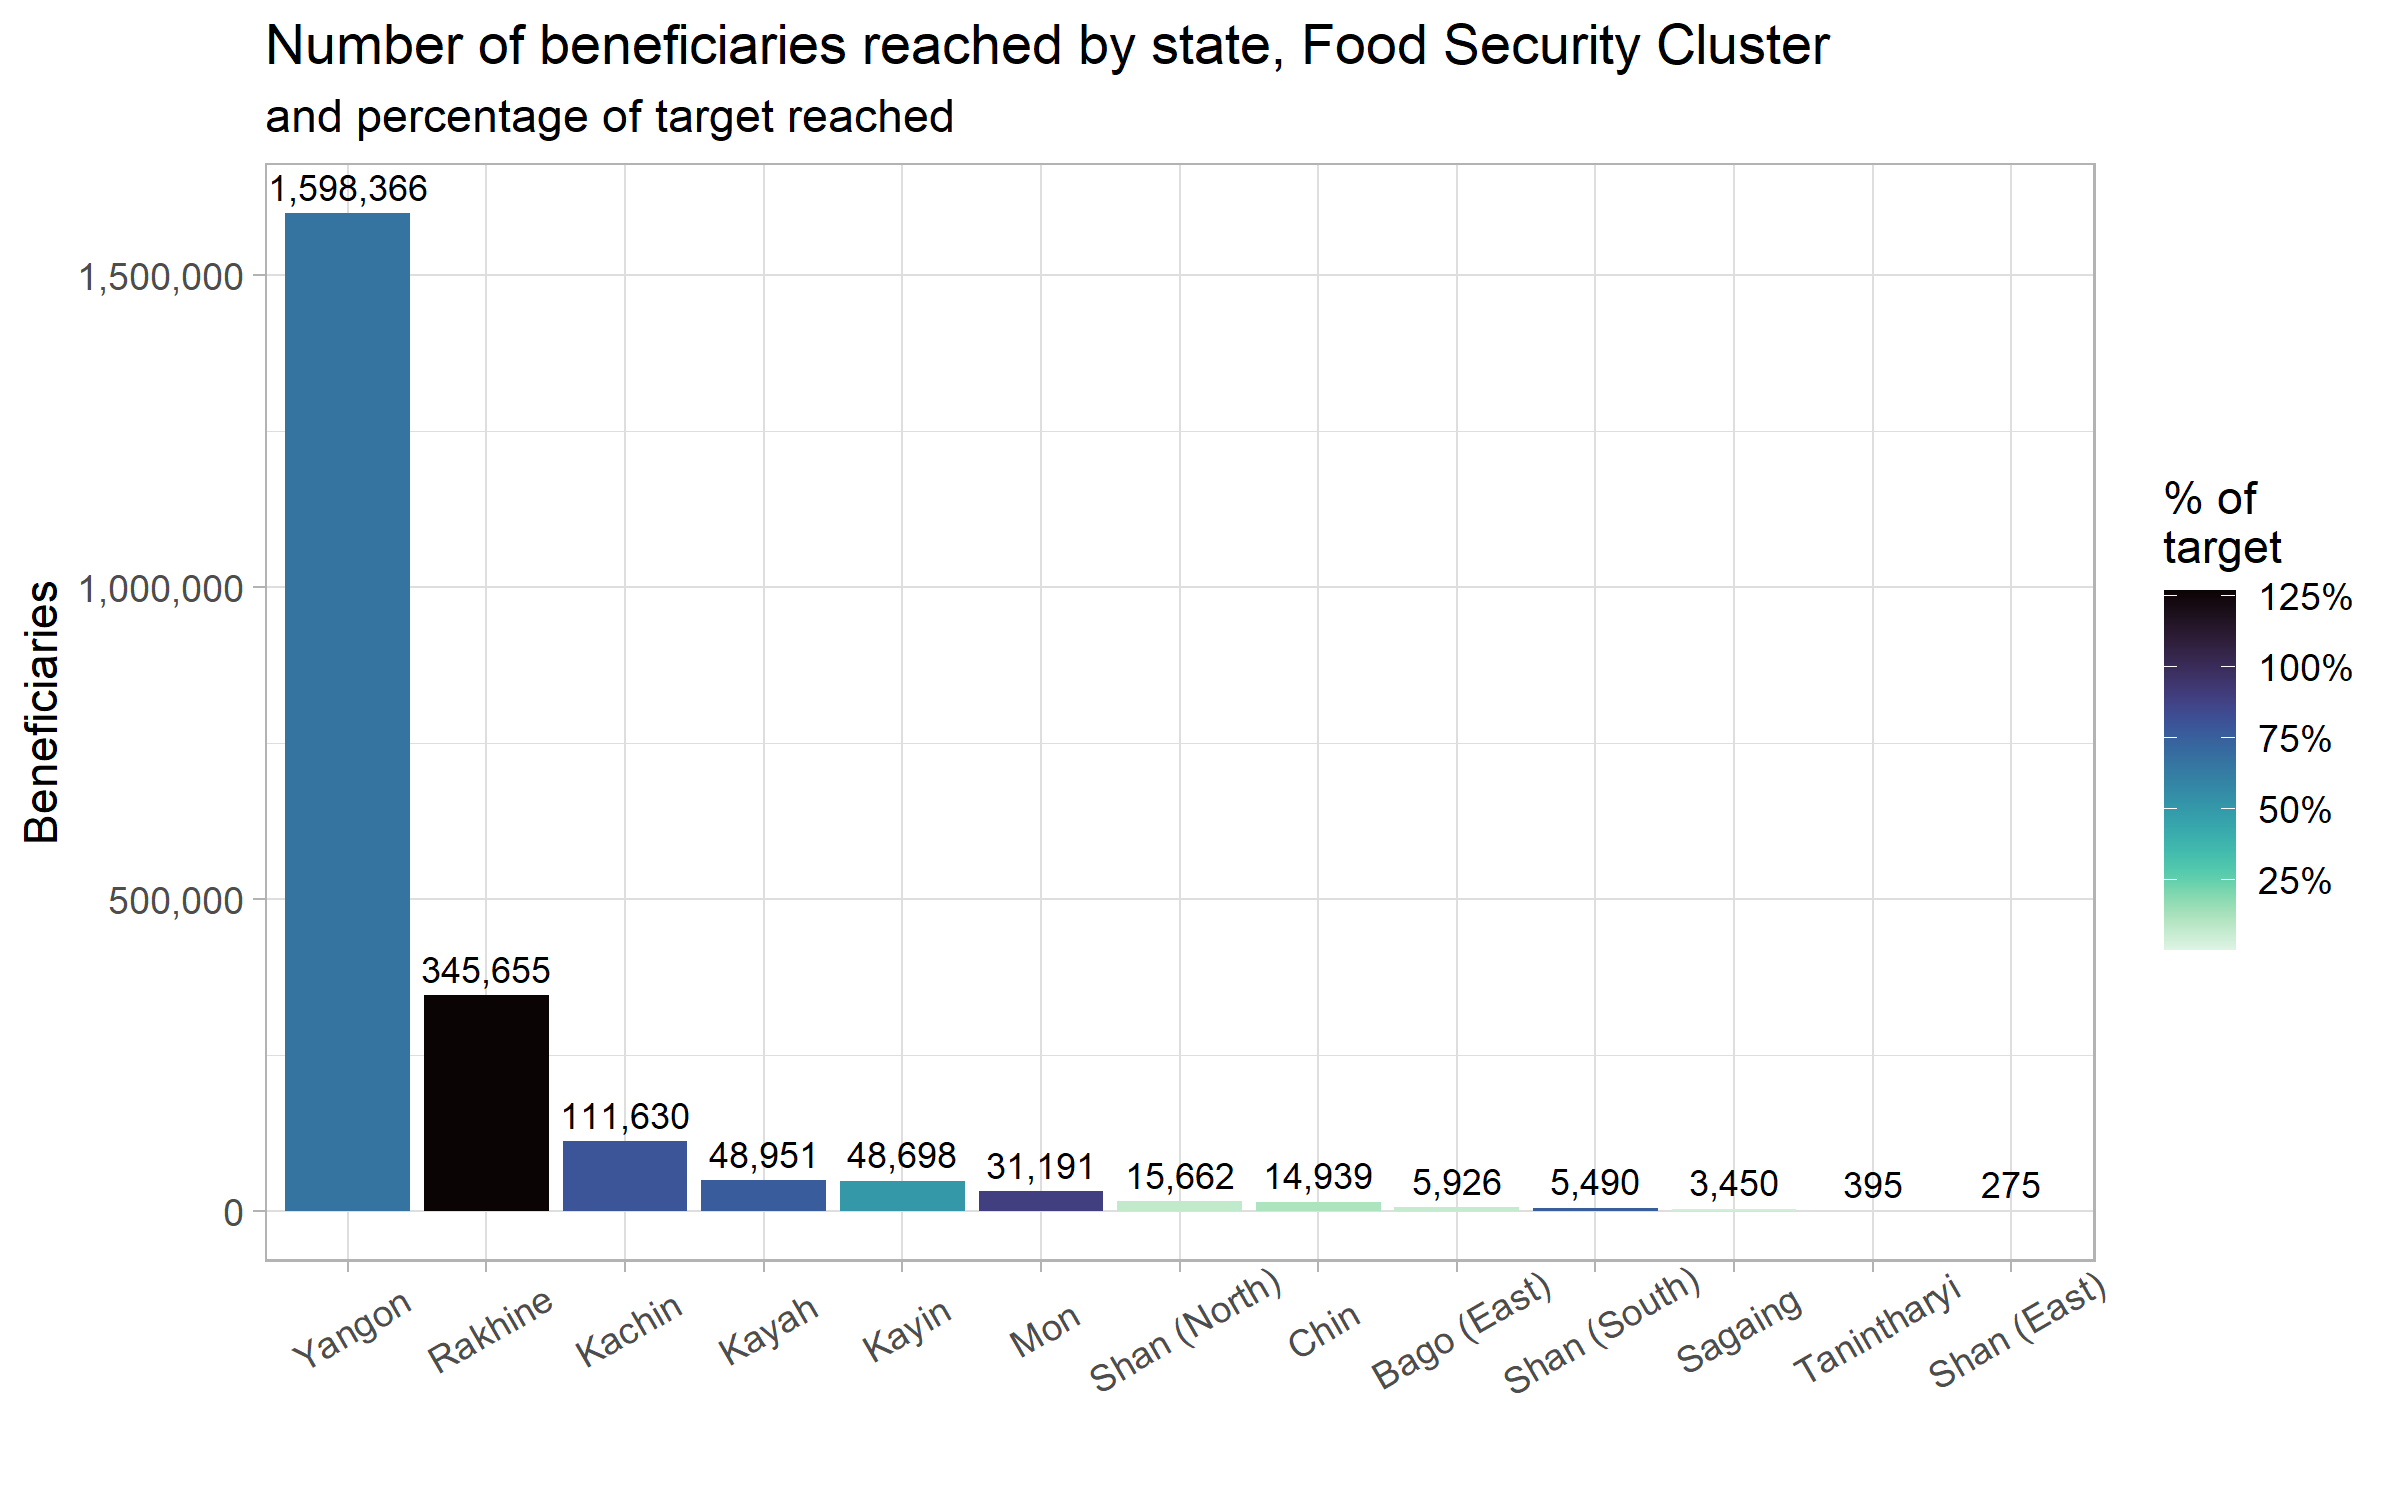 Number of beneficiaries reached by state, Food Security Cluster
and percentage of target reached
Beneficiaries
1,500,000
1,000,000
500,000
0
1,598,366
345,655
111,630
48,951
48,698
31,191
15,662
14,939
5,926
5,490
3,450
395
275
Yangon
Rakhine
Kachin
Kayah
Kayin
Mon
Shan (North)
Chin
Bago (East)
Shan (South)
Sagaing
Tanintharyi
Shan (East)
% of
target
125%
100%
75%
50%
25%